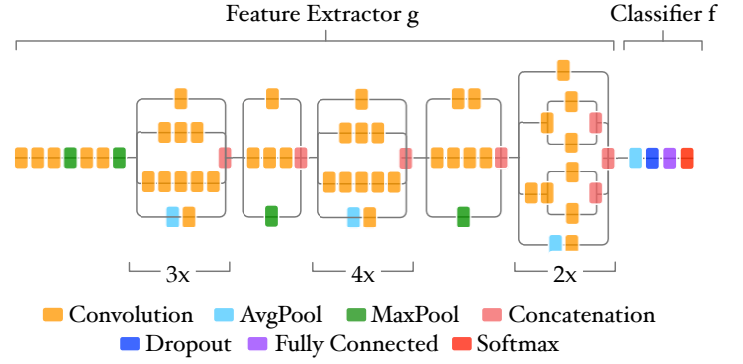 Feature Extractor g Classifier f
3x 4x 2x
Convolution AvgPool MaxPool Concatenation
Dropout Fully Connected Softmax